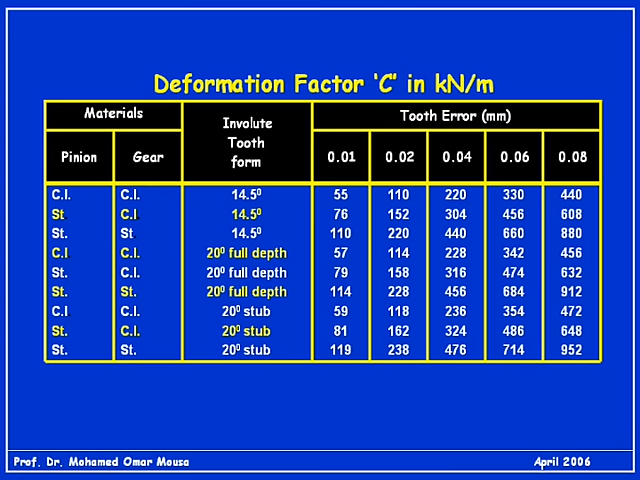 Deformation Factor ‘C’ in kN/m
Materials Involute Tooth form Tooth Error (mm)
Pinion Gear 0.01 0.02 0.04 0.06 0.08
C.I. C.I. 14.5⁰ 55 110 220 330 440
St C.I 14.5⁰ 76 152 304 456 608
St. St 14.5⁰ 110 220 440 660 880
C.I C.I. 20⁰ full depth 57 114 228 342 456
St. C.I. 20⁰ full depth 79 158 316 474 632
St. St. 20⁰ full depth 114 228 456 684 912
C.I C.I. 20⁰ stub 59 118 236 354 472
St. C.I. 20⁰ stub 81 162 324 486 648
St. St. 20⁰ stub 119 238 476 714 952
Prof. Dr. Mohamed Omar Mousa April 2006